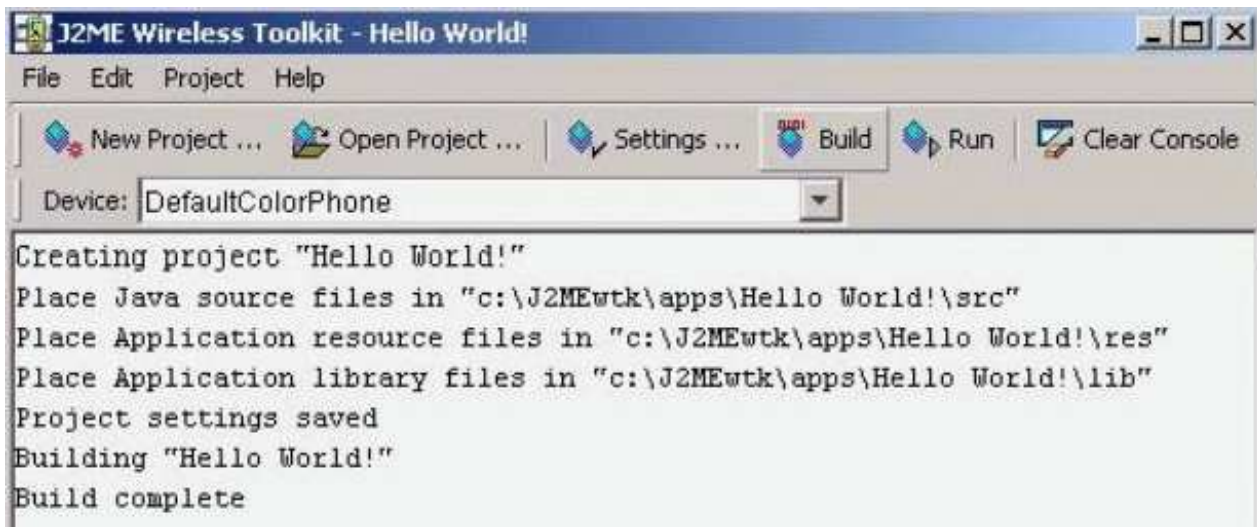 J2ME Wireless Toolkit - Hello World!
File Edit Project Help
New Project ... Open Project ... Settings ... Build Run Clear Console
Device: DefaultColorPhone
Creating project "Hello World!"
Place Java source files in "c:\J2MEwtk\apps\Hello World!\src"
Place Application resource files in "c:\J2MEwtk\apps\Hello World!\res"
Place Application library files in "c:\J2MEwtk\apps\Hello World!\lib"
Project settings saved
Building "Hello World!"
Build complete